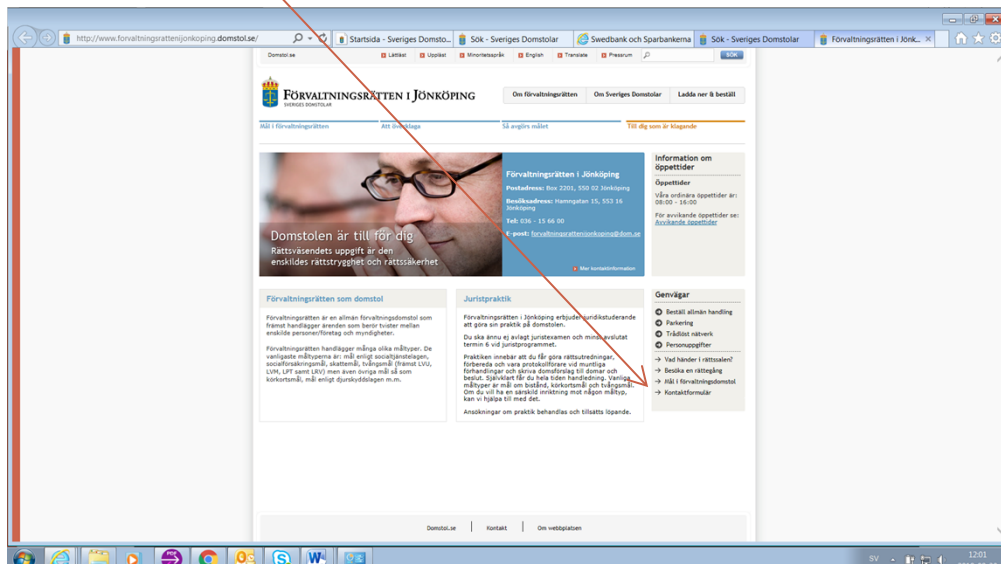 http://www.forvaltningsrattenijonkoping.domstol.se/
Startsida - Sveriges Domsto...
Sök - Sveriges Domstolar
Swedbank och Sparbankerna
Sök - Sveriges Domstolar
Förvaltningsrätten i Jönk...
Domstol.se
Lättläst
Uppläst
Minoritetsspråk
English
Translate
Pressrum
SÖK
FÖRVALTNINGSRÄTTEN I JÖNKÖPING
SVERIGES DOMSTOLAR
Om förvaltningsrätten
Om Sveriges Domstolar
Ladda ner & beställ
Mål i förvaltningsrätten
Att överklaga
Så avgörs målet
Till dig som är klagande
Domstolen är till för dig
Rättsväsendets uppgift är den
enskildes rättstrygghet och rättssäkerhet
Förvaltningsrätten i Jönköping
Postadress: Box 2201, 550 02 Jönköping
Besöksadress: Hamngatan 15, 553 16
Jönköping
Tel: 036 - 15 66 00
E-post: forvaltningsrattenijonkoping@dom.se
Mer kontaktinformation
Information om
öppettider
Öppettider
Våra ordinära öppettider är:
08:00 - 16:00
För avvikande öppettider se:
Avvikande öppettider
Förvaltningsrätten som domstol
Förvaltningsrätten är en allmän förvaltningsdomstol som
främst handlägger ärenden som berör tvister mellan
enskilde personer/företag och myndigheter.
Förvaltningsrätten handlägger många olika måltyper. De
vanligaste måltyperna är: mål enligt socialtjänstelagen,
socialförsäkringsmål, skattemål, tvångsmål (främst LVU,
LVM, LPT samt LRV) men även övriga mål så som
körkortsmål, mål enligt djurskyddslagen m.m.
Juristpraktik
Förvaltningsrätten i Jönköping erbjuder juridikstuderande
att göra sin praktik på domstolen.
Du ska ännu ej avlagt juristexamen och minst avslutat
termin 6 vid juristprogrammet.
Praktiken innebär att du får göra rättsutredningar,
förbereda och vara protokollförare vid muntliga
förhandlingar och skriva domsförslag till domar och
beslut. Självklart får du hela tiden handledning. Vanliga
måltyper är mål om bistånd, körkortsmål och tvångsmål.
Om du vill ha en särskild inriktning mot någon måltyp,
kan vi hjälpa till med det.
Ansökningar om praktik behandlas och tillsätts löpande.
Genvägar
Beställ allmän handling
Parkering
Trådlöst nätverk
Personuppgifter
Vad händer i rättssalen?
Besöka en rättegång
Mål i förvaltningsdomstol
Kontaktformulär
Domstol.se
Kontakt
Om webbplatsen
SV
12:01